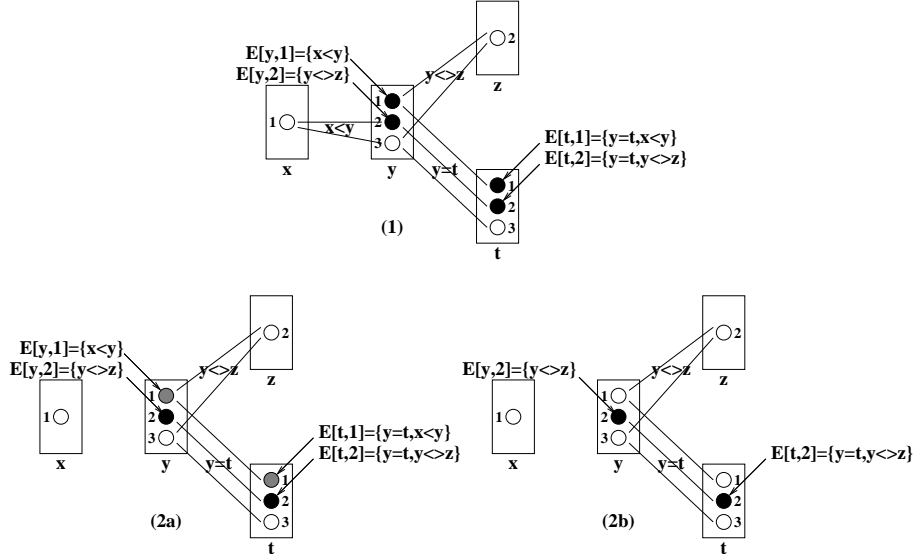 E[y,1]={x<y}
E[y,2]={y<>z}
2
y<>z
z
1
1
2
3
x<y
x
y
y=t
E[t,1]={y=t,x<y}
E[t,2]={y=t,y<>z}
1
2
3
t
(1)
E[y,1]={x<y}
E[y,2]={y<>z}
2
y<>z
z
1
1
2
3
x
y
y=t
E[t,1]={y=t,x<y}
E[t,2]={y=t,y<>z}
1
2
3
t
(2a)
E[y,2]={y<>z}
2
y<>z
z
1
1
2
3
x
y
y=t
E[t,2]={y=t,y<>z}
1
2
3
t
(2b)